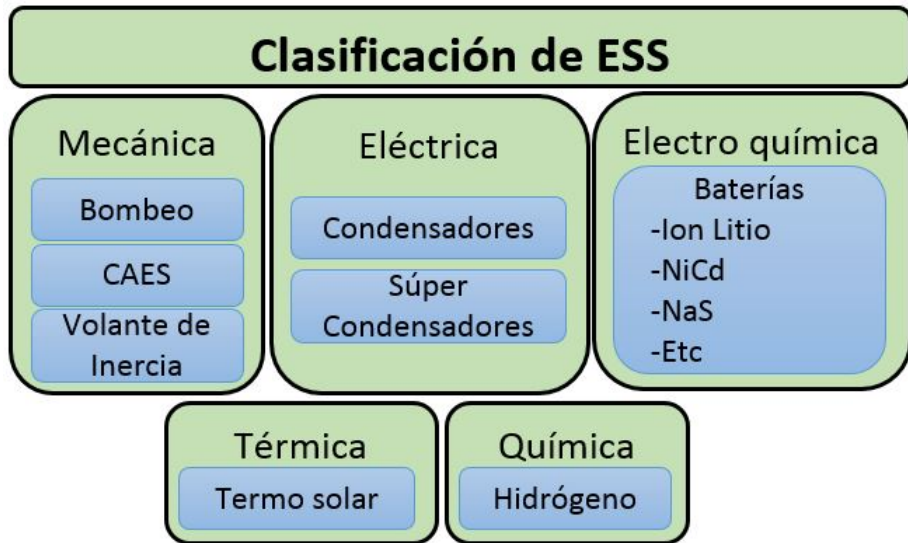 Clasificación de ESS
Mecánica
Bombeo
CAES
Volante de
Inercia
Eléctrica
Condensadores
Súper
Condensadores
Electro química
Baterías
-Ion Litio
-NiCd
-NaS
-Etc
Térmica
Termo solar
Química
Hidrógeno